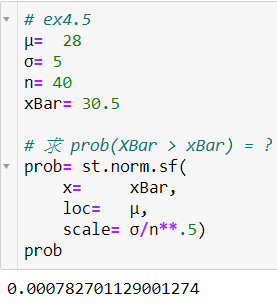 # ex4.5
μ=  28
σ= 5
n= 40
xBar= 30.5

# 求 prob(XBar > xBar) = ?
prob= st.norm.sf(
    x=     xBar,
    loc=   μ,
    scale= σ/n**.5)
prob
0.000782701129001274